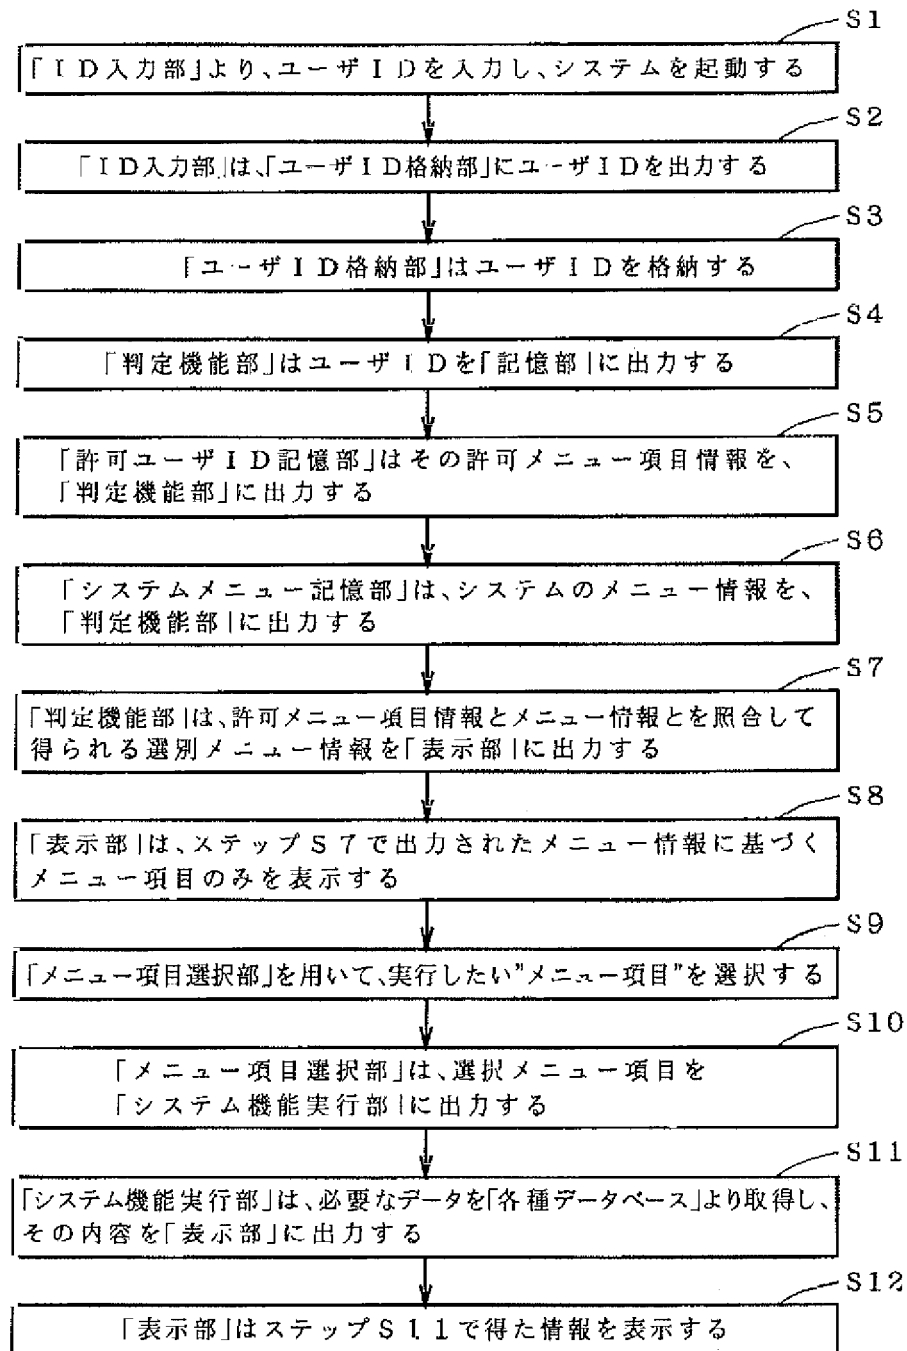 S1
「ID入力部」より、ユーザIDを入力し、システムを起動する
S2
「ID入力部」は、「ユーザID格納部」にユーザIDを出力する
S3
「ユーザID格納部」はユーザIDを格納する
S4
「判定機能部」はユーザIDを「記憶部」に出力する
S5
「許可ユーザID記憶部」はその許可メニュー項目情報を、
「判定機能部」に出力する
S6
「システムメニュー記憶部」は、システムのメニュー情報を、
「判定機能部」に出力する
S7
「判定機能部」は、許可メニュー項目情報とメニュー情報とを照合して
得られる選別メニュー情報を「表示部」に出力する
S8
「表示部」は、ステップS7で出力されたメニュー情報に基づく
メニュー項目のみを表示する
S9
「メニュー項目選択部」を用いて、実行したい”メニュー項目”を選択する
S10
「メニュー項目選択部」は、選択メニュー項目を
「システム機能実行部」に出力する
S11
「システム機能実行部」は、必要なデータを「各種データベース」より取得し、
その内容を「表示部」に出力する
S12
「表示部」はステップS11で得た情報を表示する